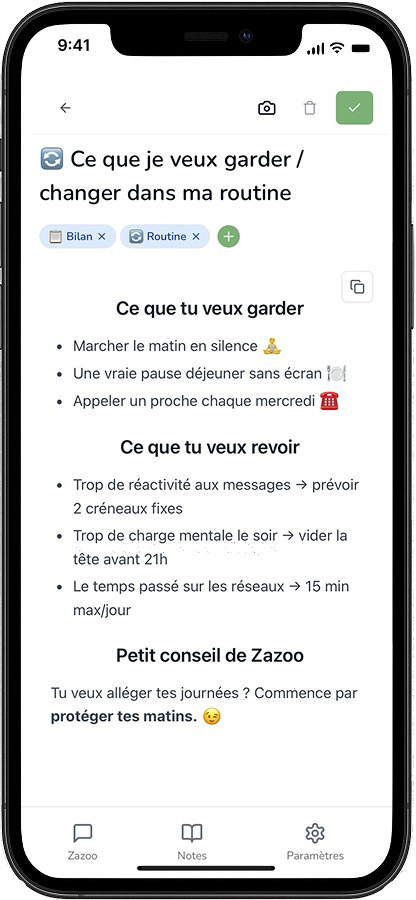 9:41
🔄 Ce que je veux garder /
changer dans ma routine
📋 Bilan ✕ 🔄 Routine ✕ +
Ce que tu veux garder
• Marcher le matin en silence 🧘
• Une vraie pause déjeuner sans écran 🍽️
• Appeler un proche chaque mercredi ☎️
Ce que tu veux revoir
• Trop de réactivité aux messages → prévoir
2 créneaux fixes
• Trop de charge mentale le soir → vider la
tête avant 21h
• Le temps passé sur les réseaux → 15 min
max/jour
Petit conseil de Zazoo
Tu veux alléger tes journées ? Commence par
protéger tes matins. 😉
Zazoo Notes Paramètres